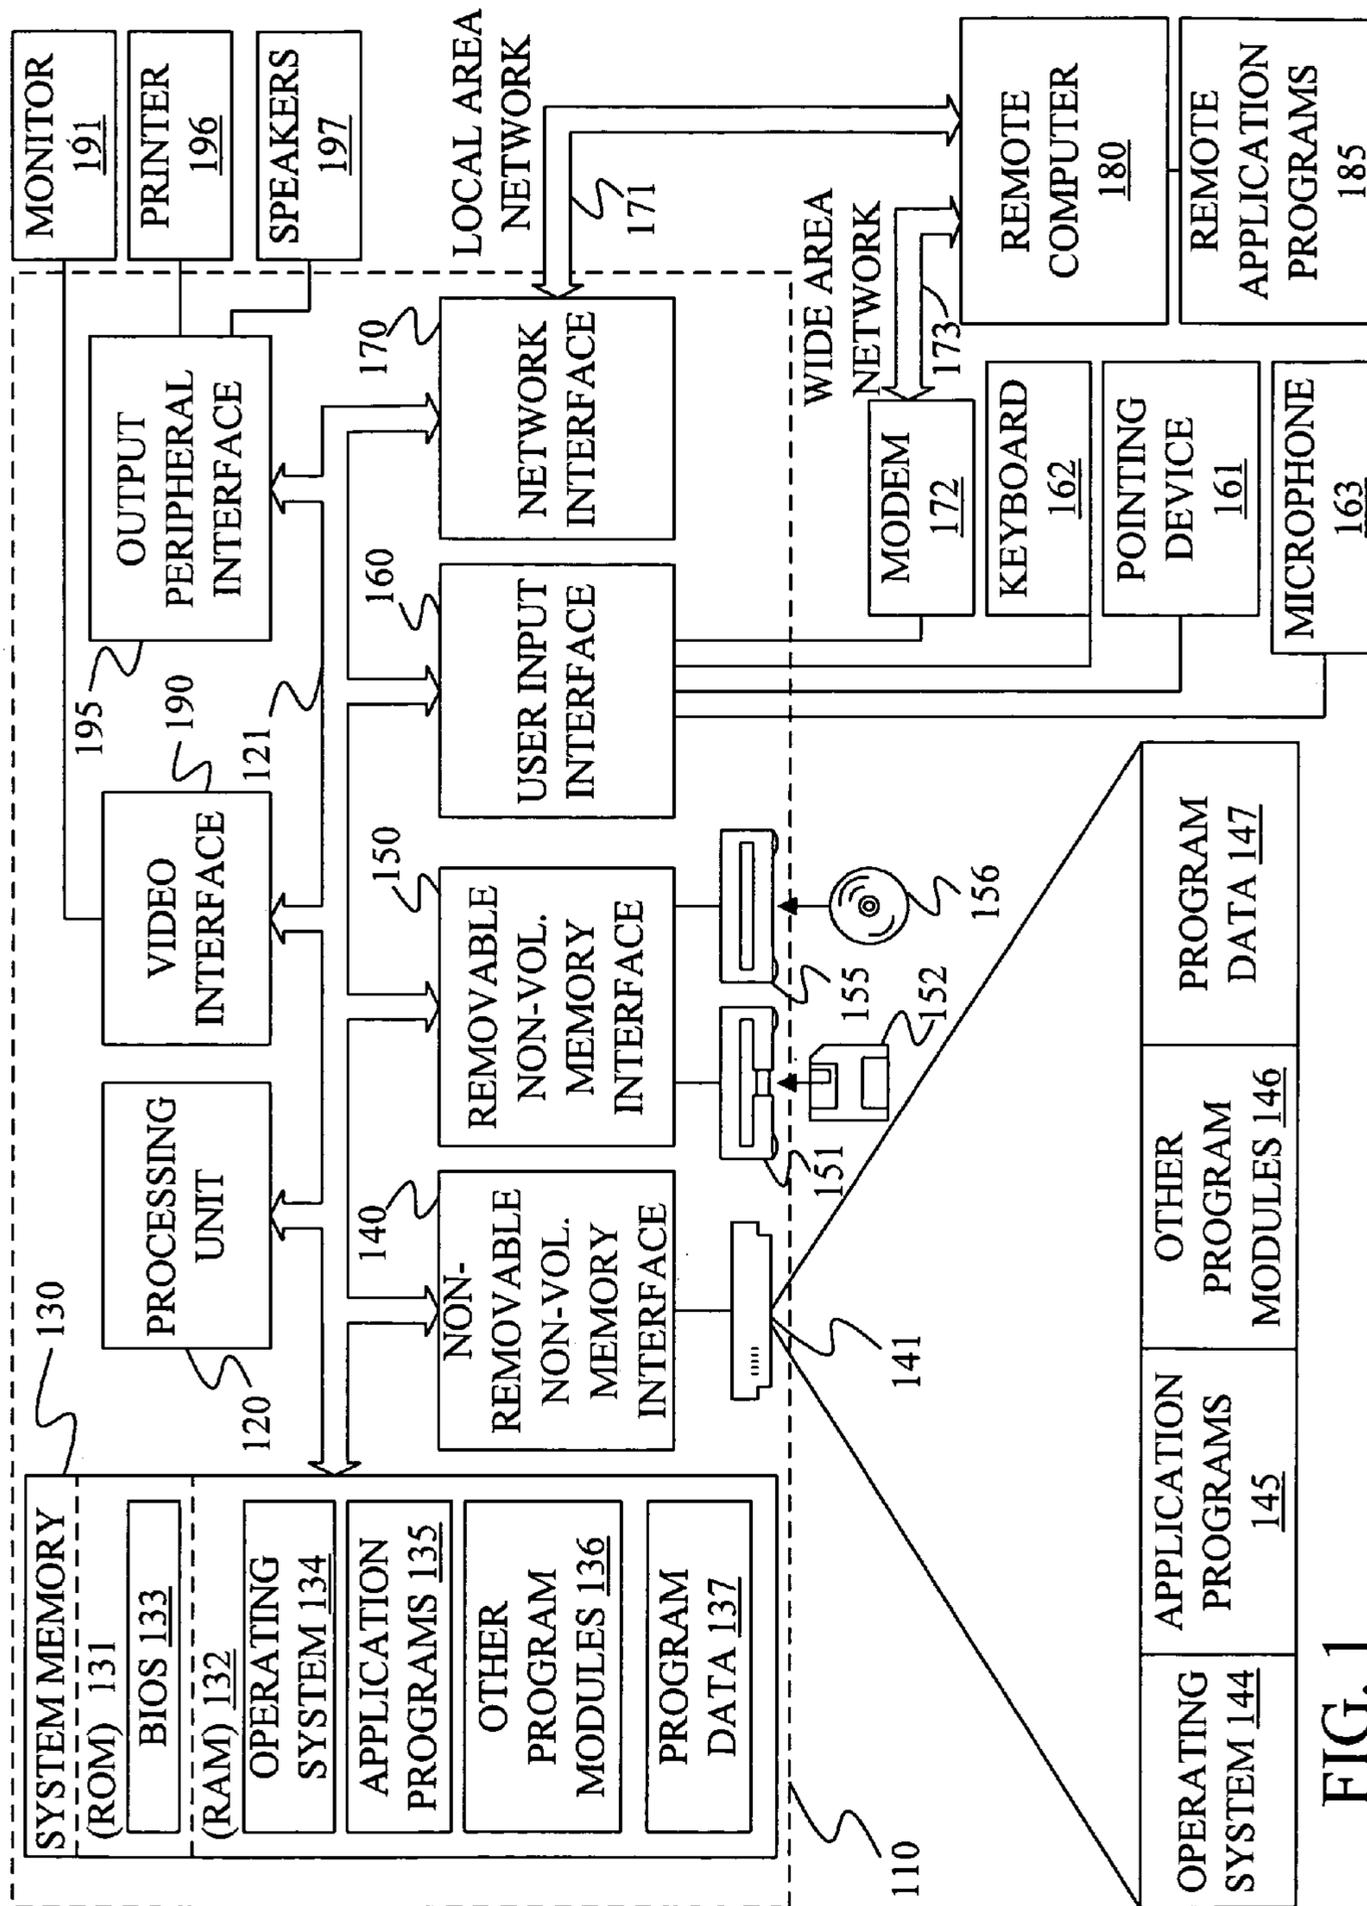 SYSTEM MEMORY
(ROM) 131
BIOS 133
(RAM) 132
OPERATING
SYSTEM 134
APPLICATION
PROGRAMS 135
OTHER
PROGRAM
MODULES 136
PROGRAM
DATA 137
130
PROCESSING
UNIT
120
VIDEO
INTERFACE
190
121
OUTPUT
PERIPHERAL
INTERFACE
195
MONITOR
191
PRINTER
196
SPEAKERS
197
NON-
REMOVABLE
NON-VOL.
MEMORY
INTERFACE
140
REMOVABLE
NON-VOL.
MEMORY
INTERFACE
150
USER INPUT
INTERFACE
160
NETWORK
INTERFACE
170
LOCAL AREA
NETWORK
171
110
141
151
152
155
156
WIDE AREA
NETWORK
173
MODEM
172
KEYBOARD
162
POINTING
DEVICE
161
MICROPHONE
163
REMOTE
COMPUTER
180
REMOTE
APPLICATION
PROGRAMS
185
OPERATING
SYSTEM 144
APPLICATION
PROGRAMS
145
OTHER
PROGRAM
MODULES 146
PROGRAM
DATA 147
FIG. 1